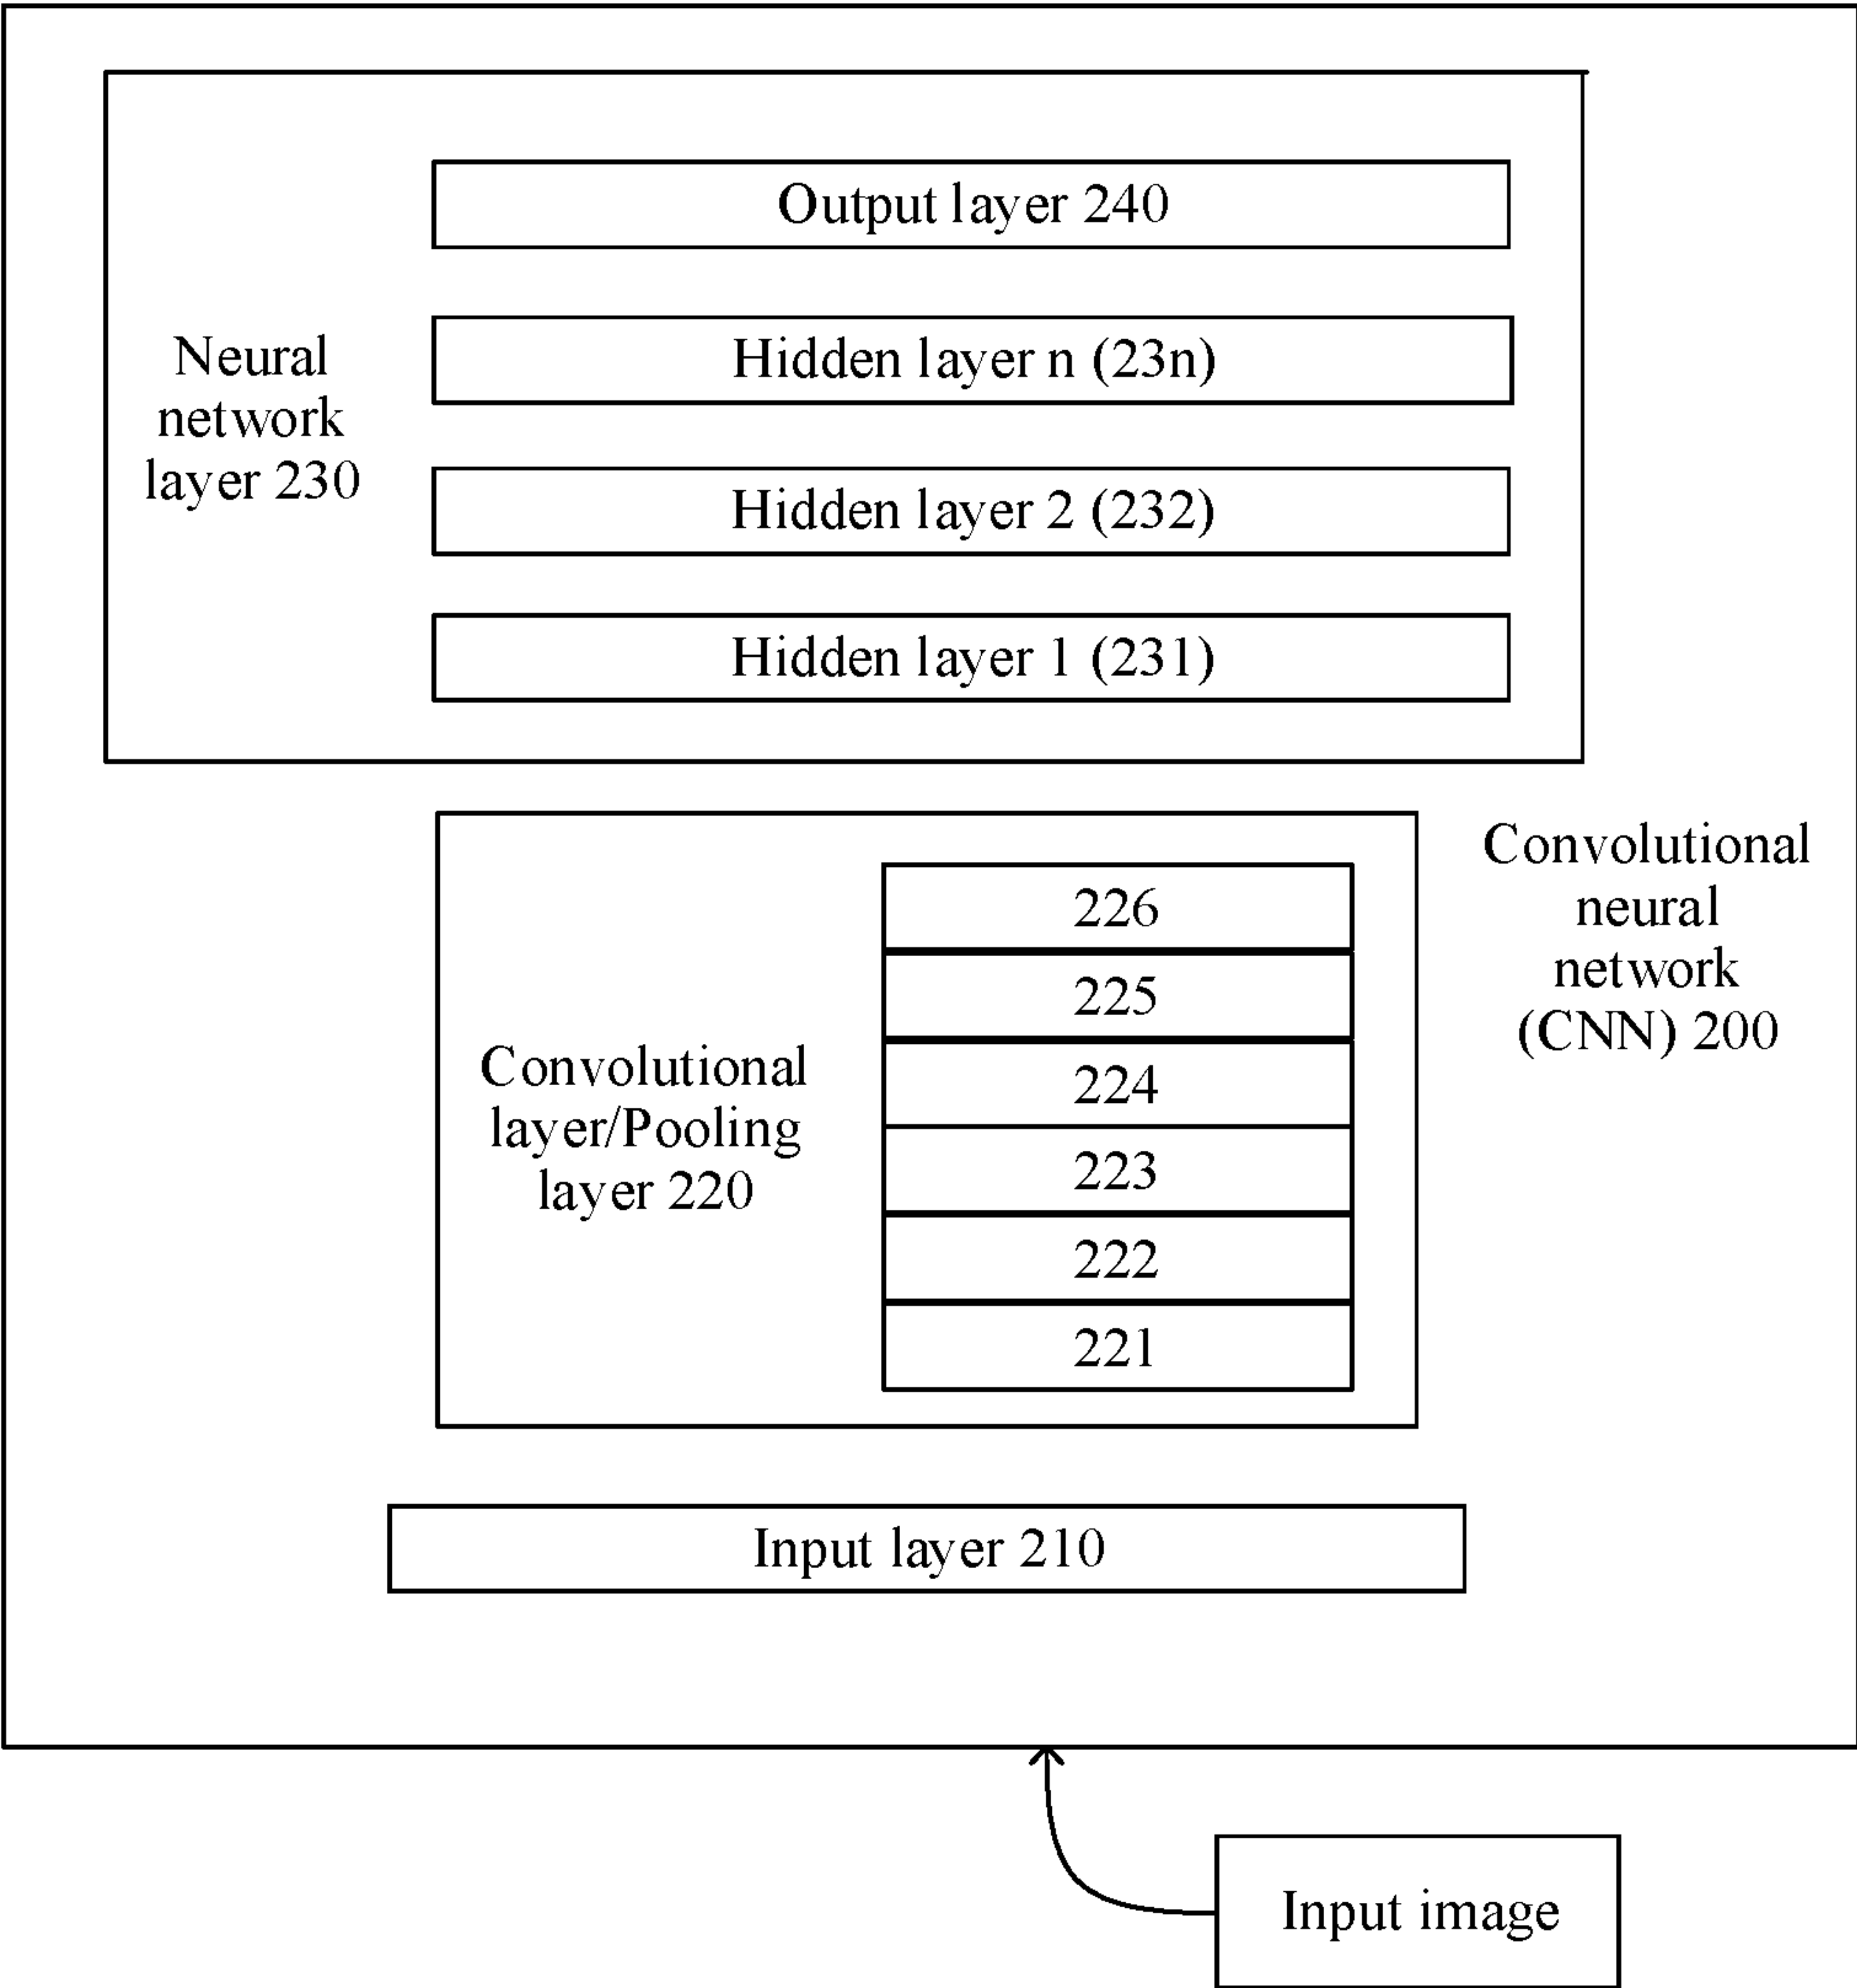 Output layer 240
Neural
network
layer 230
Hidden layer n (23n)
Hidden layer 2 (232)
Hidden layer 1 (231)
Convolutional
neural
network
(CNN) 200
Convolutional
layer/Pooling
layer 220
226
225
224
223
222
221
Input layer 210
Input image